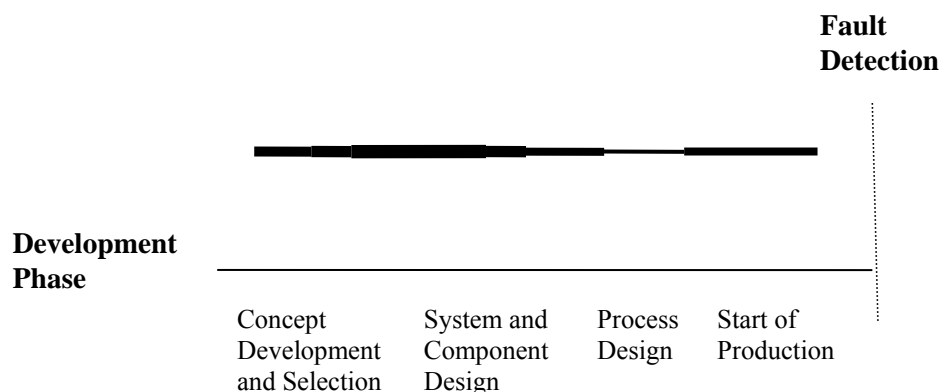 Fault
Detection
Development
Phase
Concept
Development
and Selection
System and
Component
Design
Process
Design
Start of
Production